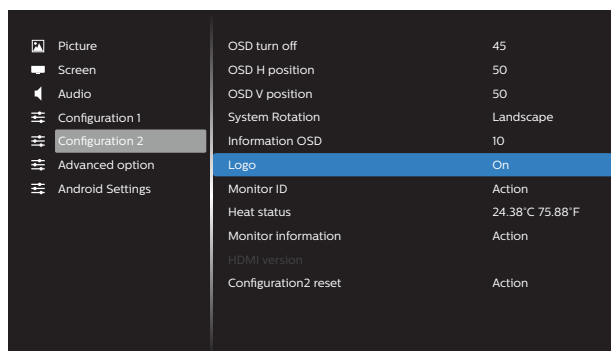 Picture
Screen
Audio
Configuration 1
Configuration 2
Advanced option
Android Settings
OSD turn off 45
OSD H position 50
OSD V position 50
System Rotation Landscape
Information OSD 10
Logo On
Monitor ID Action
Heat status 24.38°C 75.88°F
Monitor information Action
HDMI version
Configuration2 reset Action